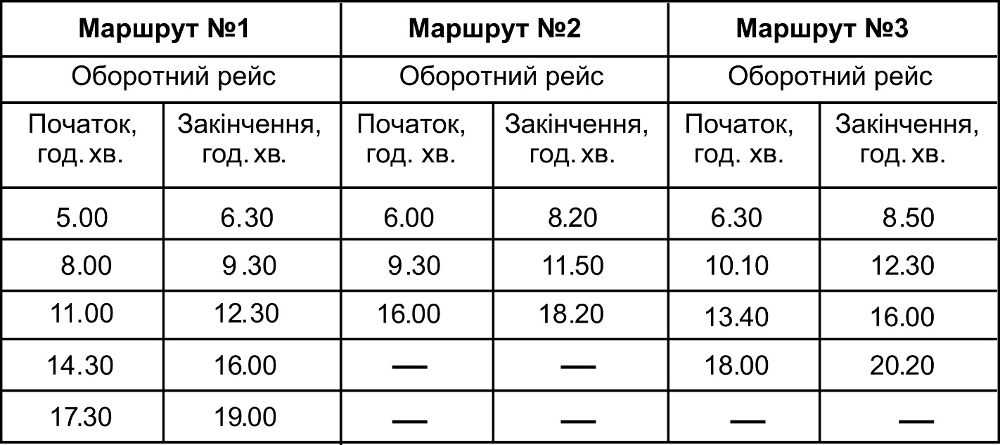 Маршрут №1 Маршрут №2 Маршрут №3
Оборотний рейс Оборотний рейс Оборотний рейс
Початок, Закінчення, Початок, Закінчення, Початок, Закінчення,
год. хв. год. хв. год. хв. год. хв. год. хв. год. хв.
5.00 6.30 6.00 8.20 6.30 8.50
8.00 9.30 9.30 11.50 10.10 12.30
11.00 12.30 16.00 18.20 13.40 16.00
14.30 16.00 — — 18.00 20.20
17.30 19.00 — — — —